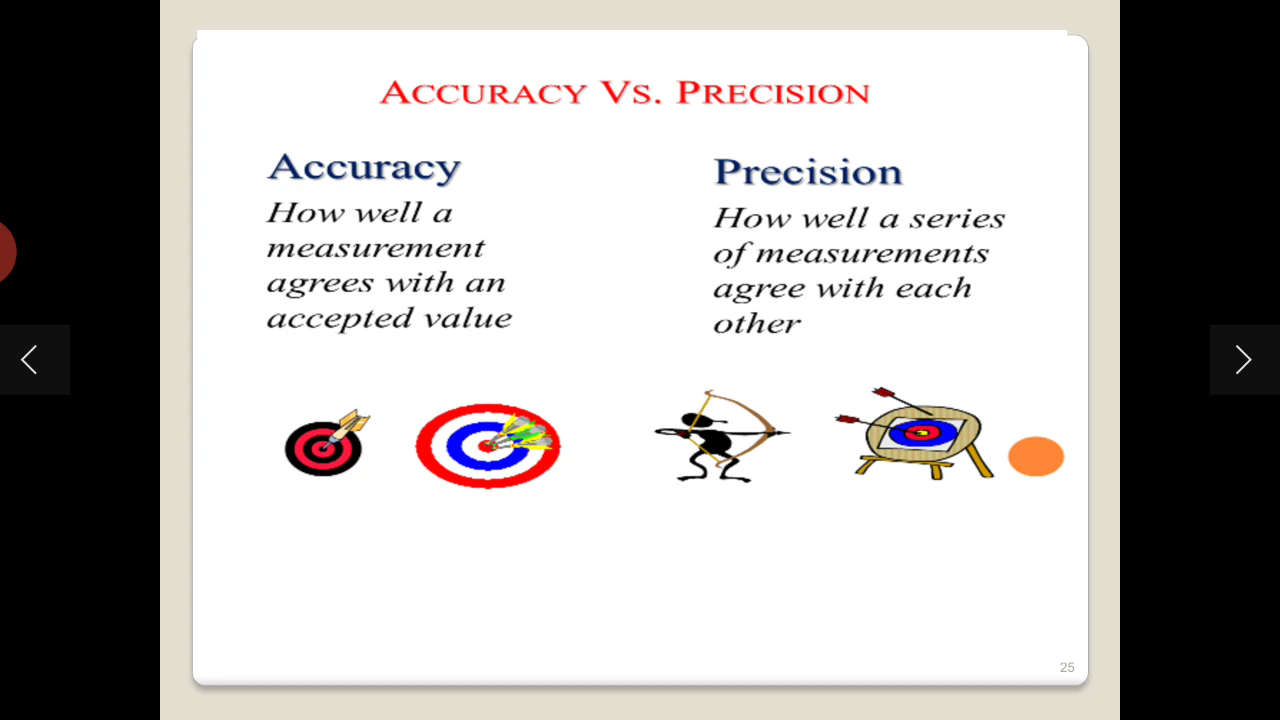 Accuracy Vs. Precision
Accuracy
How well a
measurement
agrees with an
accepted value
Precision
How well a series
of measurements
agree with each
other
25